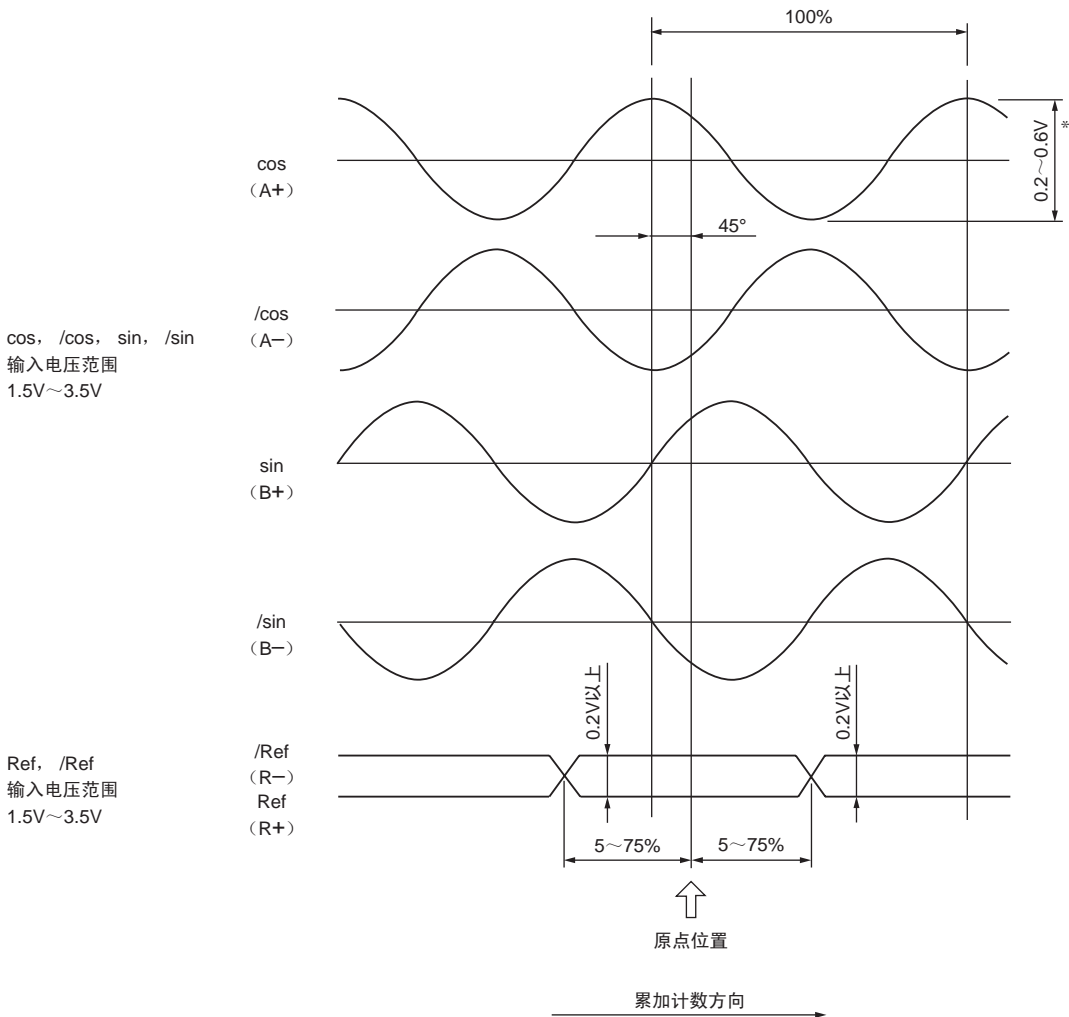 100%
cos
（A+）
0.2～0.6V
*
45°
/cos
（A−）
cos， /cos， sin， /sin
输入电压范围
1.5V～3.5V
sin
（B+）
/sin
（B−）
0.2V以上
0.2V以上
Ref， /Ref
输入电压范围
1.5V～3.5V
/Ref
（R−）
Ref
（R+）
5～75%
5～75%
原点位置
累加计数方向